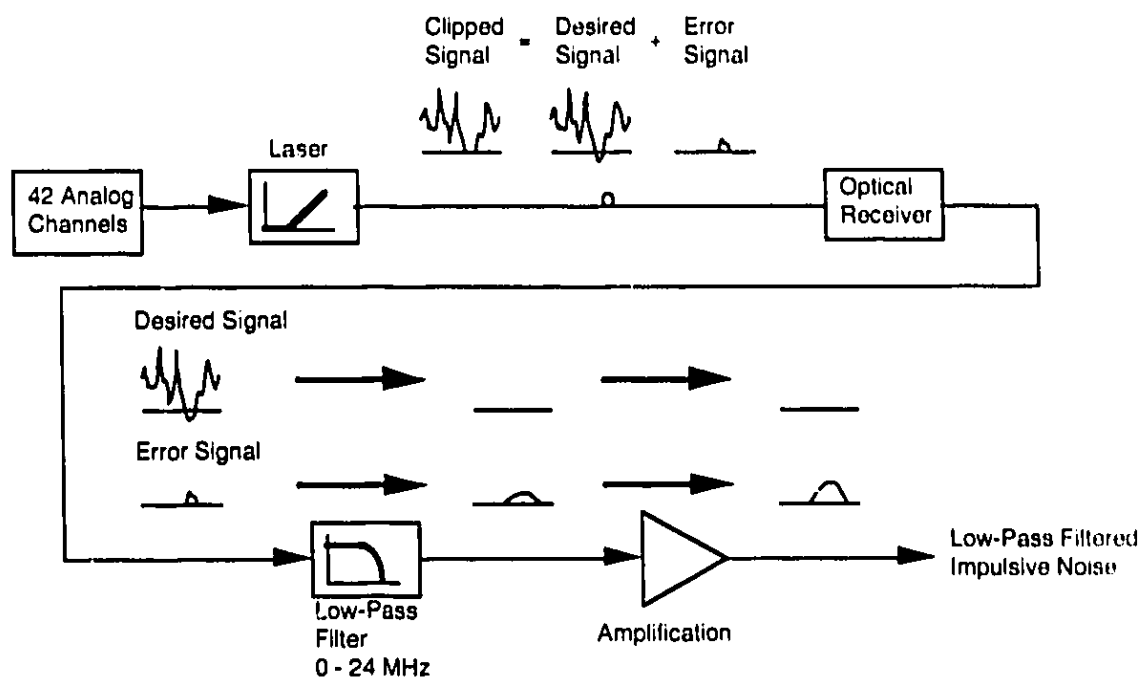 Clipped Signal = Desired Signal + Error Signal
Laser
42 Analog
Channels
Optical
Receiver
Desired Signal
Error Signal
Low-Pass
Filter
0 - 24 MHz
Amplification
Low-Pass Filtered
Impulsive Noise